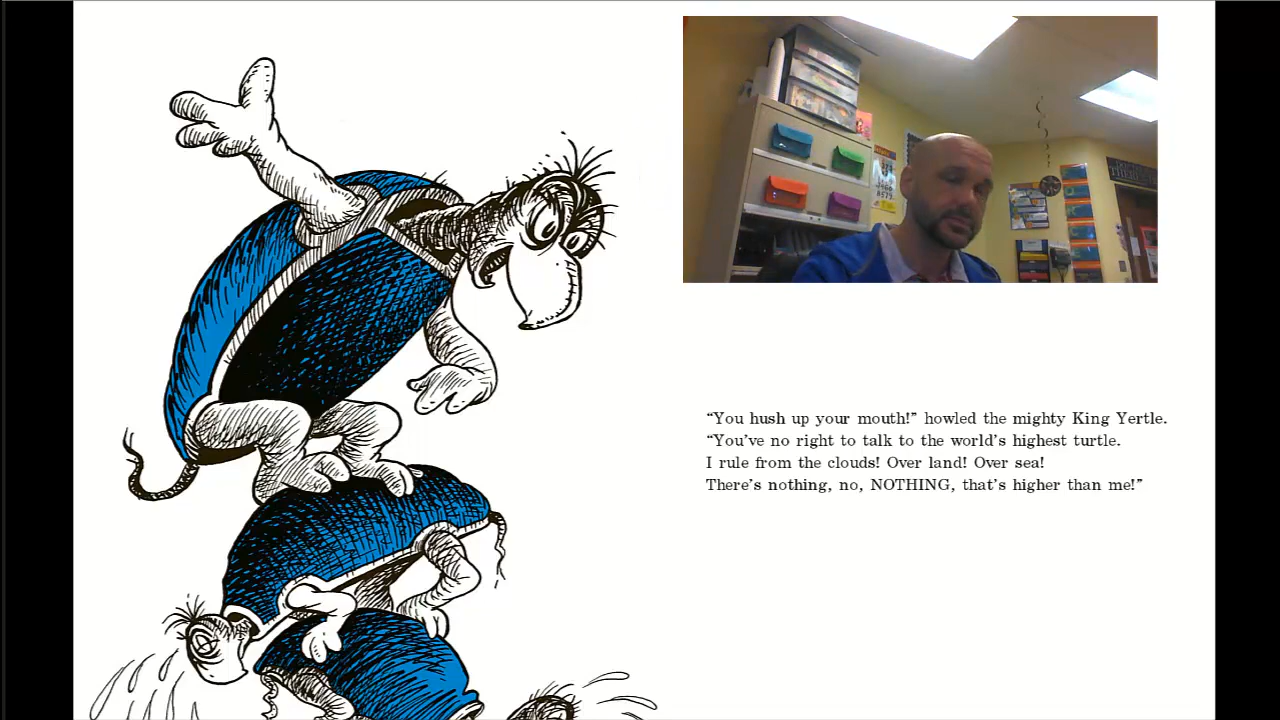 “You hush up your mouth!” howled the mighty King Yertle.
“You’ve no right to talk to the world’s highest turtle.
I rule from the clouds! Over land! Over sea!
There’s nothing, no, NOTHING, that’s higher than me!”